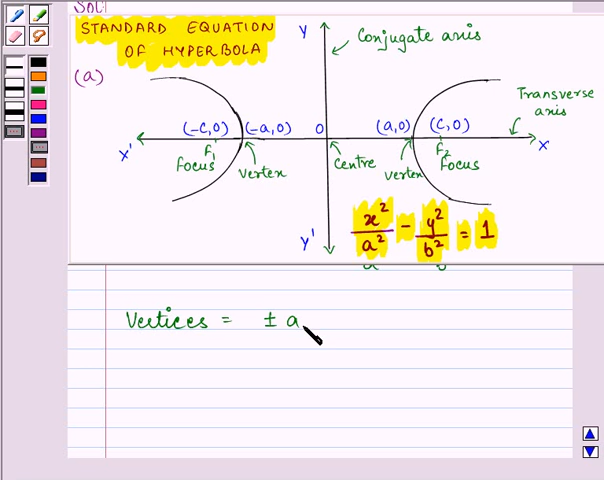 Sol:
STANDARD EQUATION
OF HYPERBOLA
(a)
Y
Conjugate axis
Transverse
axis
(-C,0) (-a,0) O (a,0) (C,0)
X' F₁ F₂ X
focus vertex Centre vertex focus
Y'
x²/a² - y²/b² = 1
Vertices = ± a